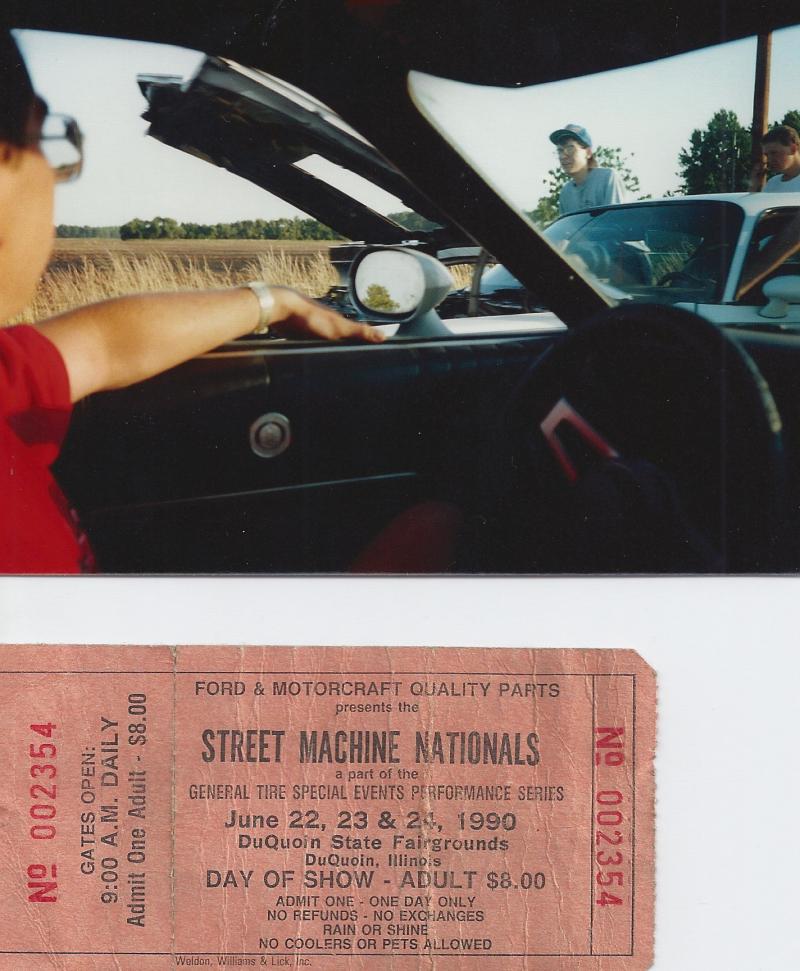 Nº 002354
GATES OPEN:
9:00 A.M. DAILY
Admit One Adult - $8.00
FORD & MOTORCRAFT QUALITY PARTS
presents the
STREET MACHINE NATIONALS
a part of the
GENERAL TIRE SPECIAL EVENTS PERFORMANCE SERIES
June 22, 23 & 24, 1990
DuQuoin State Fairgrounds
DuQuoin, Illinois
DAY OF SHOW - ADULT $8.00
ADMIT ONE - ONE DAY ONLY
NO REFUNDS - NO EXCHANGES
RAIN OR SHINE
NO COOLERS OR PETS ALLOWED
Weldon, Williams & Lick, Inc.
Nº 002354